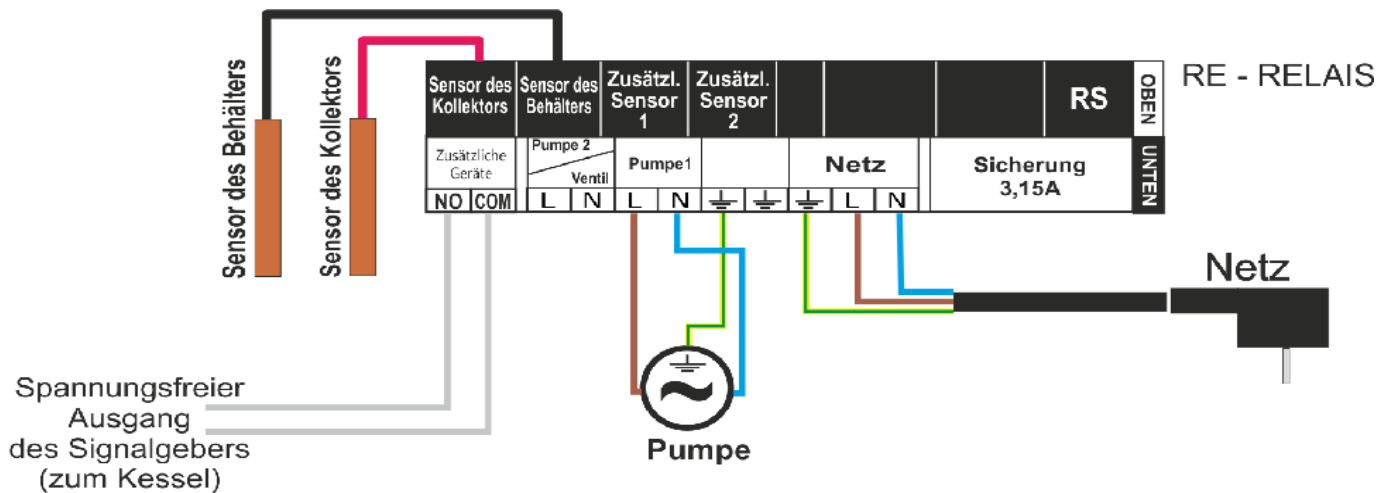 Sensor des Behälters
Sensor des Kollektors
Sensor des
Kollektors
Sensor des
Behälters
Zusätzl.
Sensor
1
Zusätzl.
Sensor
2
RS
OBEN
RE - RELAIS
Zusätzliche
Geräte
Pumpe 2
Ventil
Pumpe1
Netz
Sicherung
3,15A
UNTEN
NO COM L N L N L N
Netz
Spannungsfreier
Ausgang
des Signalgebers
(zum Kessel)
Pumpe